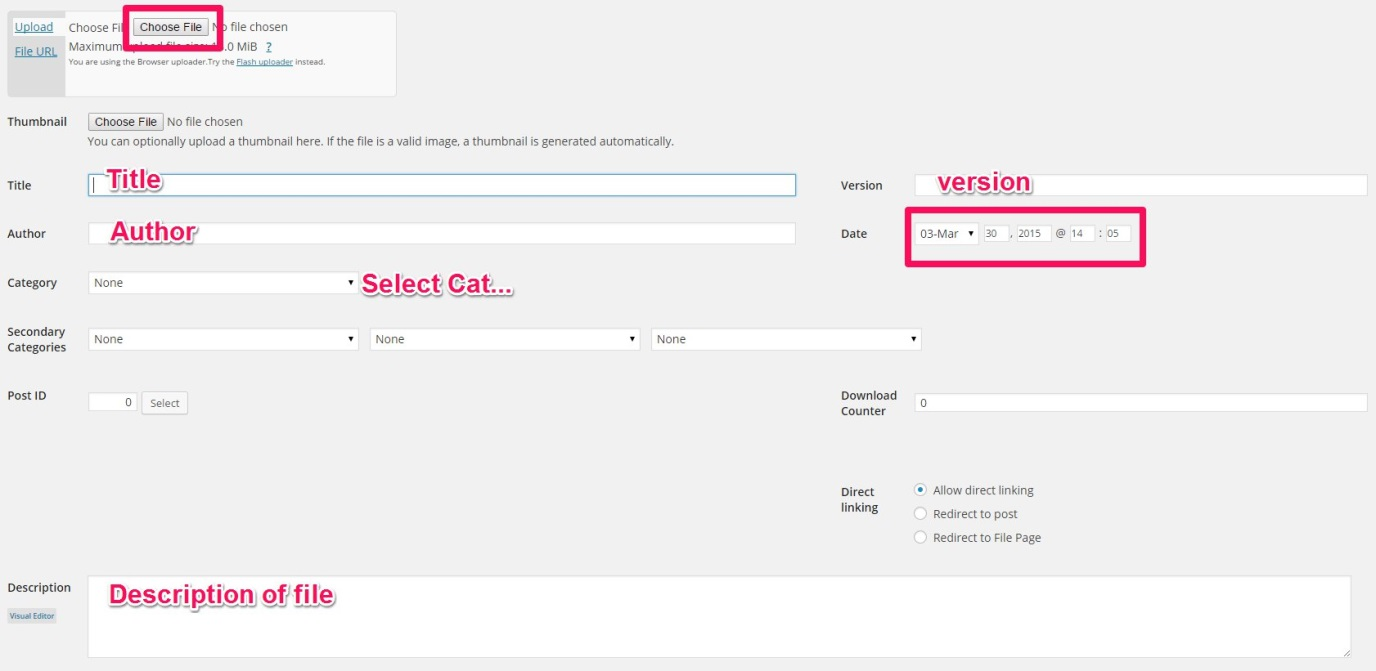 Upload Choose Fil Choose File No file chosen
File URL Maximum upload file size: .0 MiB ?
You are using the Browser uploader.Try the Flash uploader instead.
Thumbnail Choose File No file chosen
You can optionally upload a thumbnail here. If the file is a valid image, a thumbnail is generated automatically.
Title Title Version version
Author Author Date 03-Mar 30 , 2015 @ 14 : 05
Category None Select Cat...
Secondary
Categories None None None
Post ID 0 Select Download
Counter 0
Direct
linking Allow direct linking
Redirect to post
Redirect to File Page
Description Description of file
Visual Editor